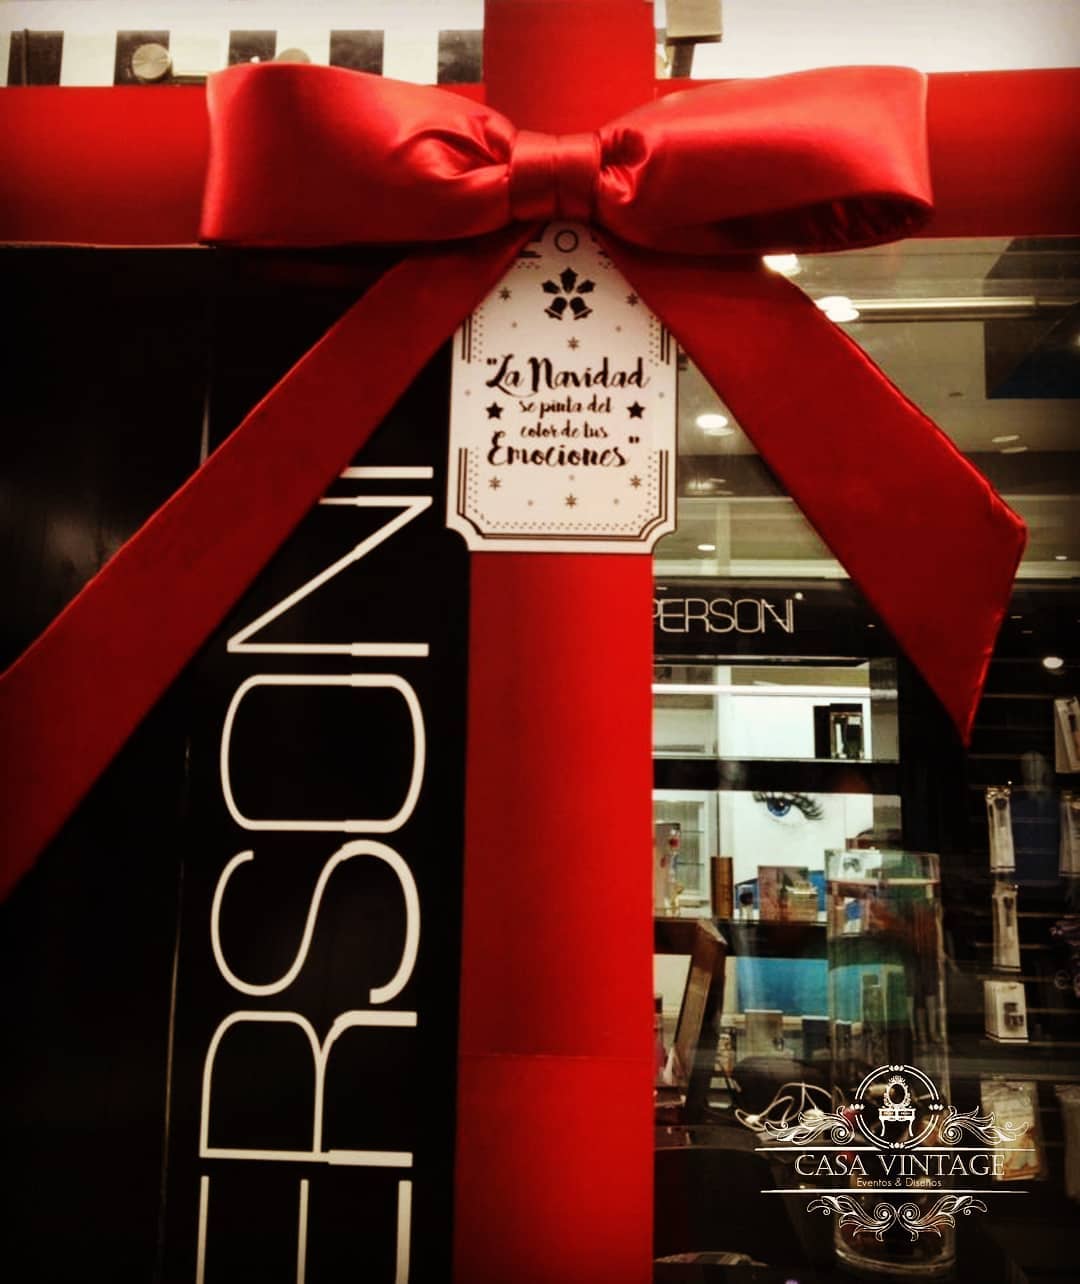 "La Navidad
se pinta del
color de tus
Emociones"
ERSONI
PERSONI
CASA VINTAGE
Eventos & Diseños